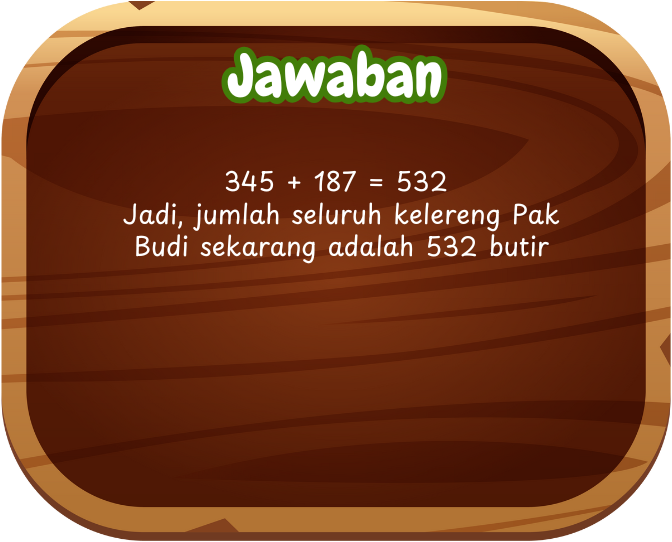 Jawaban
345 + 187 = 532
Jadi, jumlah seluruh kelereng Pak
Budi sekarang adalah 532 butir